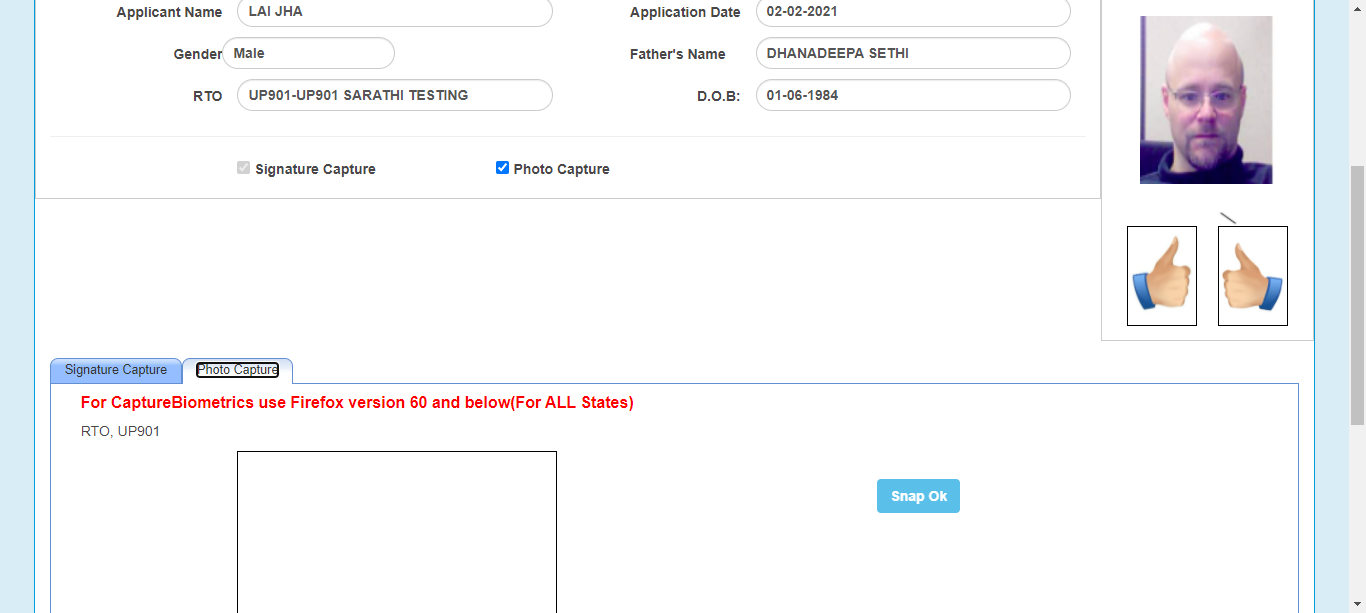 Applicant Name LAI JHA Application Date 02-02-2021
Gender Male Father's Name DHANADEEPA SETHI
RTO UP901-UP901 SARATHI TESTING D.O.B: 01-06-1984
Signature Capture Photo Capture
Signature Capture Photo Capture
For CaptureBiometrics use Firefox version 60 and below(For ALL States)
RTO, UP901
Snap Ok